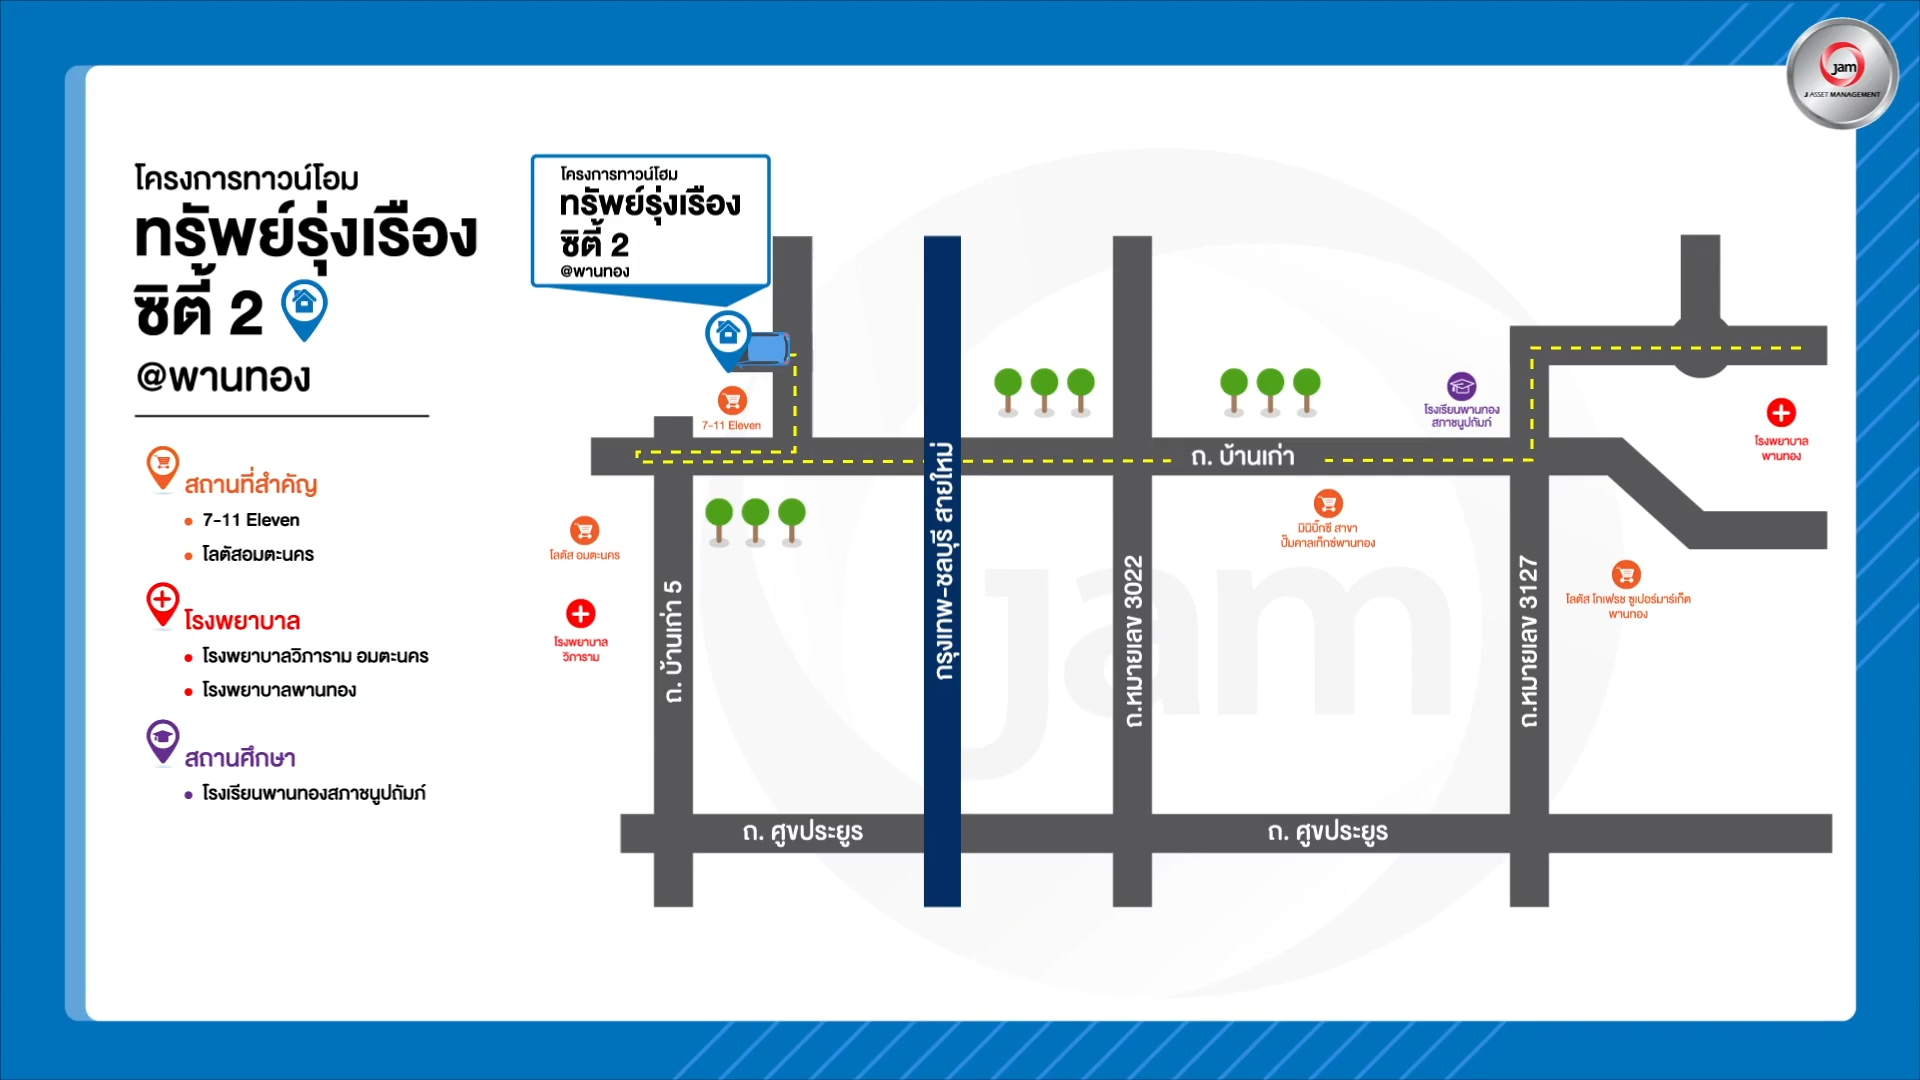 jam
J ASSET MANAGEMENT
โครงการทาวน์โอม
ทรัพย์รุ่งเรือง
ซิตี้ 2
@พานทอง
สถานที่สำคัญ
7-11 Eleven
โลตัสอมตะนคร
โรงพยาบาล
โรงพยาบาลวิภาราม อมตะนคร
โรงพยาบาลพานทอง
สถานศึกษา
โรงเรียนพานทองสภาชนูปถัมภ์
โครงการทาวน์โฮม
ทรัพย์รุ่งเรือง
ซิตี้ 2
@พานทอง
7-11 Eleven
โรงเรียนพานทอง
สภาชนูปถัมภ์
โรงพยาบาล
พานทอง
ถ. บ้านเก่า
มินิบิ๊กซี สาขา
ปั๊มคาลเท็กซ์พานทอง
โลตัส อมตะนคร
โรงพยาบาล
วิภาราม
โลตัส โกเฟรช ซูเปอร์มาร์เก็ต
พานทอง
ถ. บ้านเก่า 5
กรุงเทพ-ชลบุรี สายใหม่
ถ.หมายเลข 3022
ถ.หมายเลข 3127
jam
ถ. ศูขประยูร
ถ. ศูขประยูร